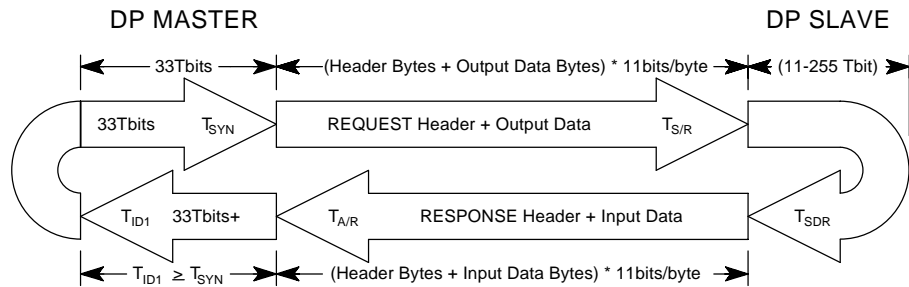 DP MASTER DP SLAVE
33Tbits (Header Bytes + Output Data Bytes) * 11bits/byte (11-255 Tbit)
33Tbits TSYN REQUEST Header + Output Data TS/R
TID1 33Tbits+ TA/R RESPONSE Header + Input Data TSDR
TID1 ≥ TSYN (Header Bytes + Input Data Bytes) * 11bits/byte